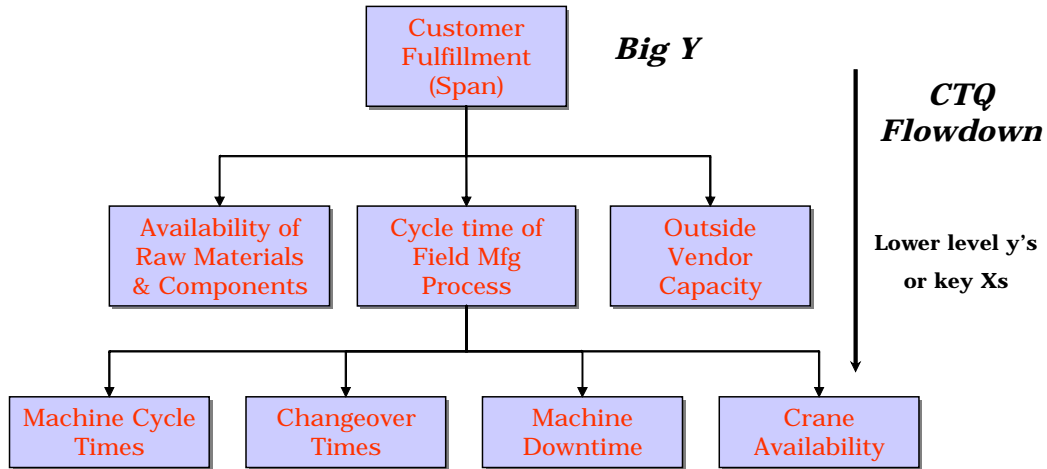 Customer
Fulfillment
(Span)
Big Y
CTQ
Flowdown
Availability of
Raw Materials
& Components
Cycle time of
Field Mfg
Process
Outside
Vendor
Capacity
Lower level y's
or key Xs
Machine Cycle
Times
Changeover
Times
Machine
Downtime
Crane
Availability